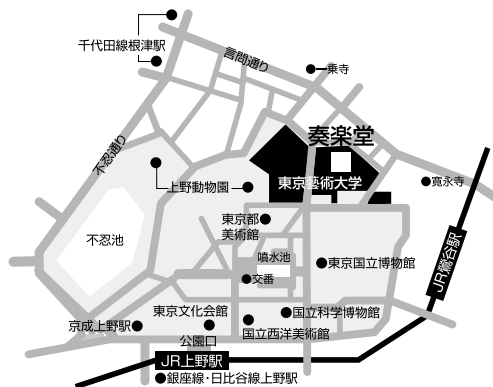 千代田線根津駅
言問通り
一乗寺
奏楽堂
不忍通り
東京藝術大学
上野動物園
寛永寺
東京都
美術館
不忍池
噴水池
東京国立博物館
JR鶯谷駅
交番
東京文化会館
国立科学博物館
京成上野駅
国立西洋美術館
公園口
JR上野駅
銀座線・日比谷線上野駅